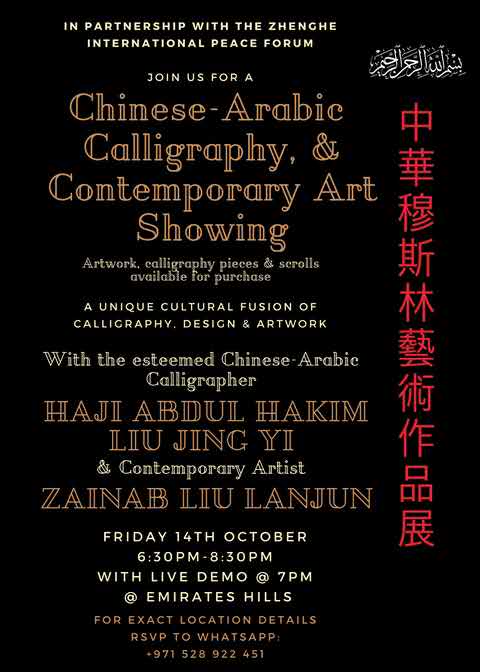 IN PARTNERSHIP WITH THE ZHENGHE
INTERNATIONAL PEACE FORUM
JOIN US FOR A
Chinese-Arabic
Calligraphy, &
Contemporary Art
Showing
Artwork, calligraphy pieces & scrolls
available for purchase
A UNIQUE CULTURAL FUSION OF
CALLIGRAPHY. DESIGN & ARTWORK
With the esteemed Chinese-Arabic
Calligrapher
HAJI ABDUL HAKIM
LIU JING YI
& Contemporary Artist
ZAINAB LIU LANJUN
FRIDAY 14TH OCTOBER
6:30PM-8:30PM
WITH LIVE DEMO @ 7PM
@ EMIRATES HILLS
FOR EXACT LOCATION DETAILS
RSVP TO WHATSAPP:
+971 528 922 451
بسم الله الرحمن الرحيم
中華穆斯林藝術作品展